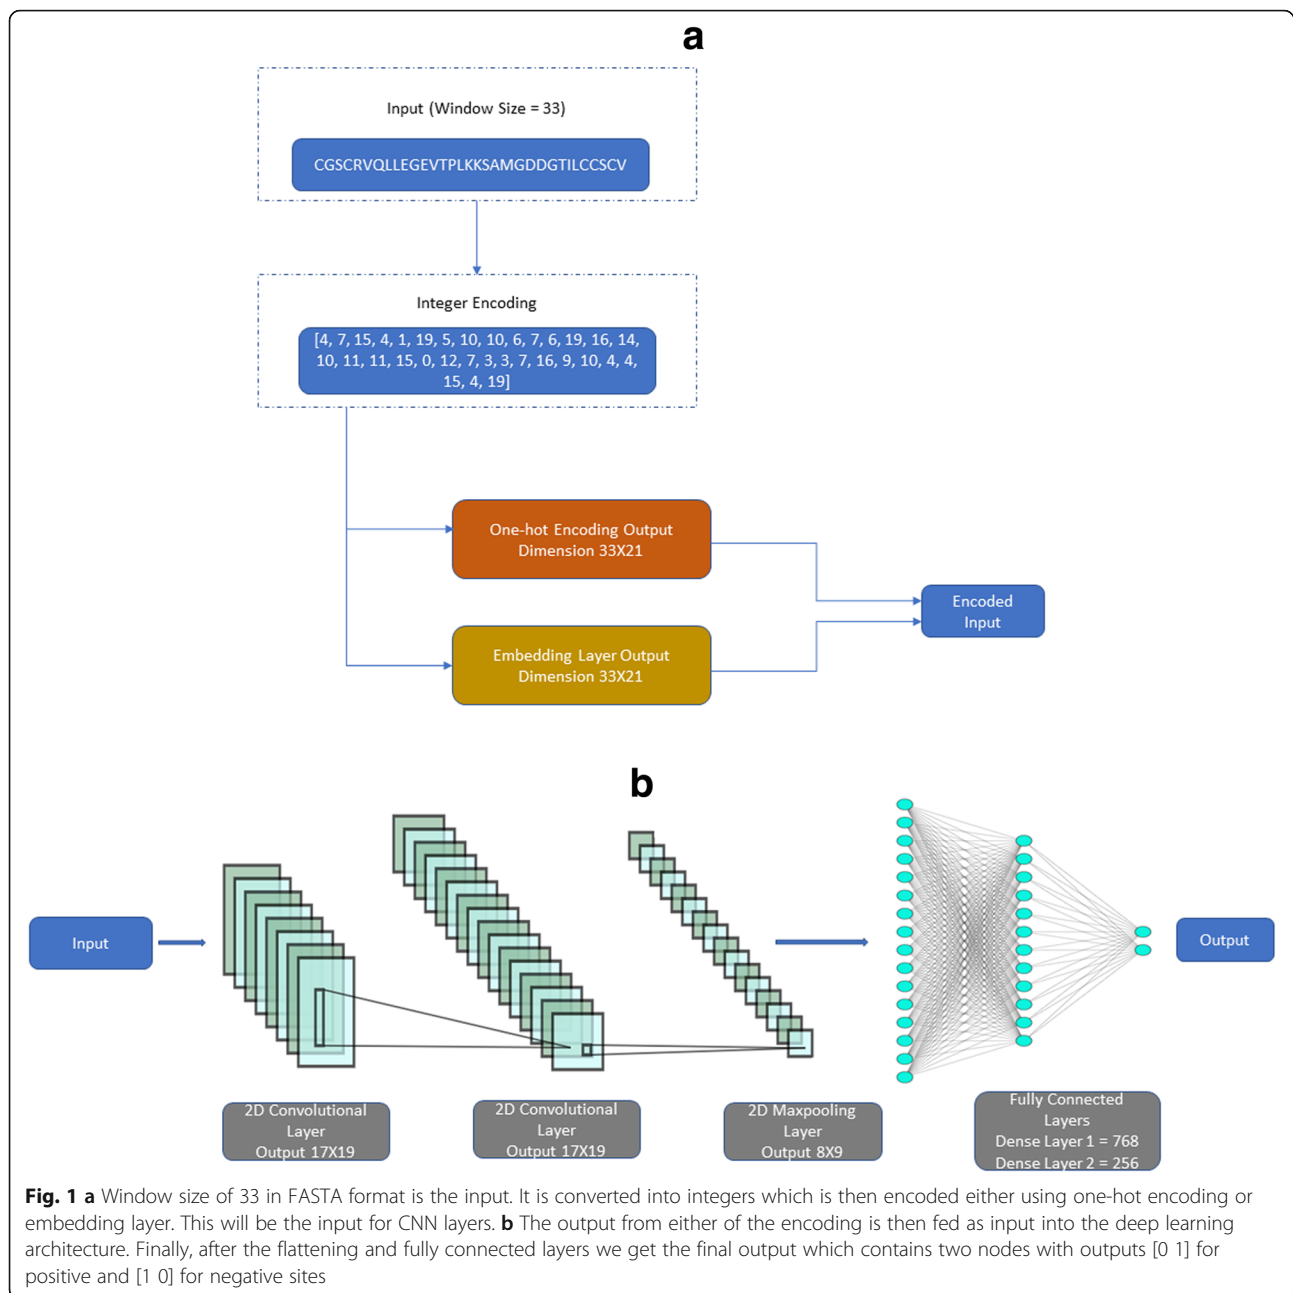 a
Input (Window Size = 33)
CGSCRVQLLEGEVTPLKKSAMGDDGTILCCSCV
Integer Encoding
[4, 7, 15, 4, 1, 19, 5, 10, 10, 6, 7, 6, 19, 16, 14,
10, 11, 11, 15, 0, 12, 7, 3, 3, 7, 16, 9, 10, 4, 4,
15, 4, 19]
One-hot Encoding Output
Dimension 33X21
Encoded
Input
Embedding Layer Output
Dimension 33X21
b
Input
Output
2D Convolutional
Layer
Output 17X19
2D Convolutional
Layer
Output 17X19
2D Maxpooling
Layer
Output 8X9
Fully Connected
Layers
Dense Layer 1 = 768
Dense Layer 2 = 256
Fig. 1 a Window size of 33 in FASTA format is the input. It is converted into integers which is then encoded either using one-hot encoding or
embedding layer. This will be the input for CNN layers. b The output from either of the encoding is then fed as input into the deep learning
architecture. Finally, after the flattening and fully connected layers we get the final output which contains two nodes with outputs [0 1] for
positive and [1 0] for negative sites